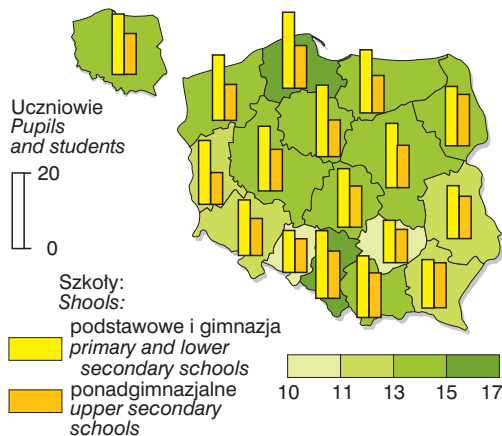 Uczniowie
Pupils
and students
20
0
Szkoły:
Shools:
podstawowe i gimnazja
primary and lower
secondary schools
ponadgimnazjalne
upper secondary
schools
10 11 13 15 17